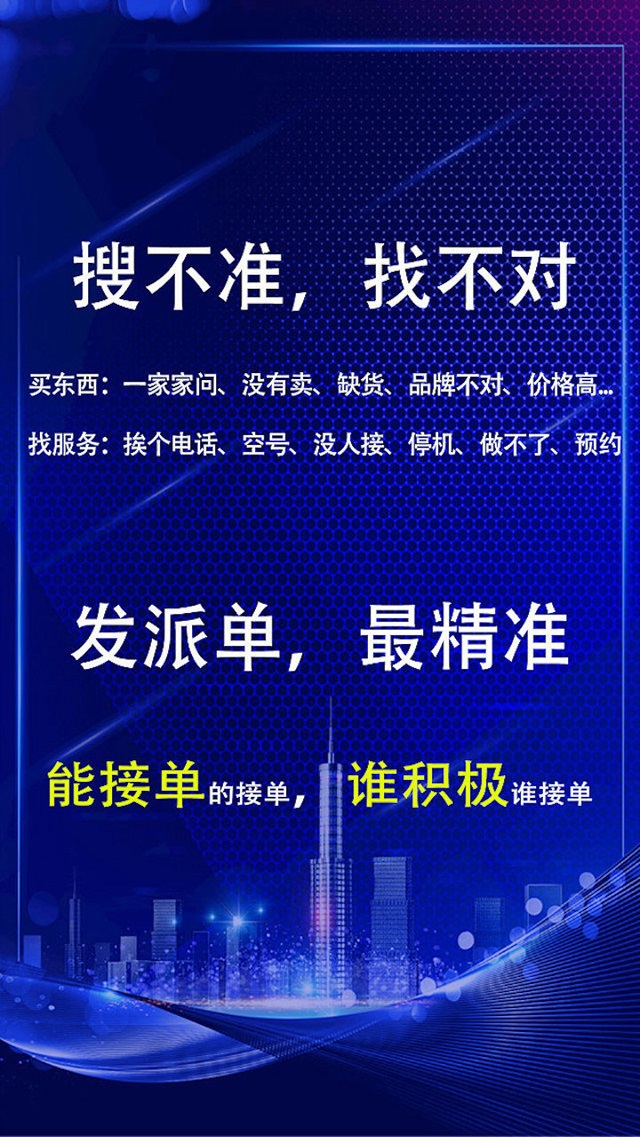 搜不准，找不对
买东西：一家家问、没有卖、缺货、品牌不对、价格高...
找服务：挨个电话、空号、没人接、停机、做不了、预约
发派单，最精准
能接单的接单，谁积极谁接单